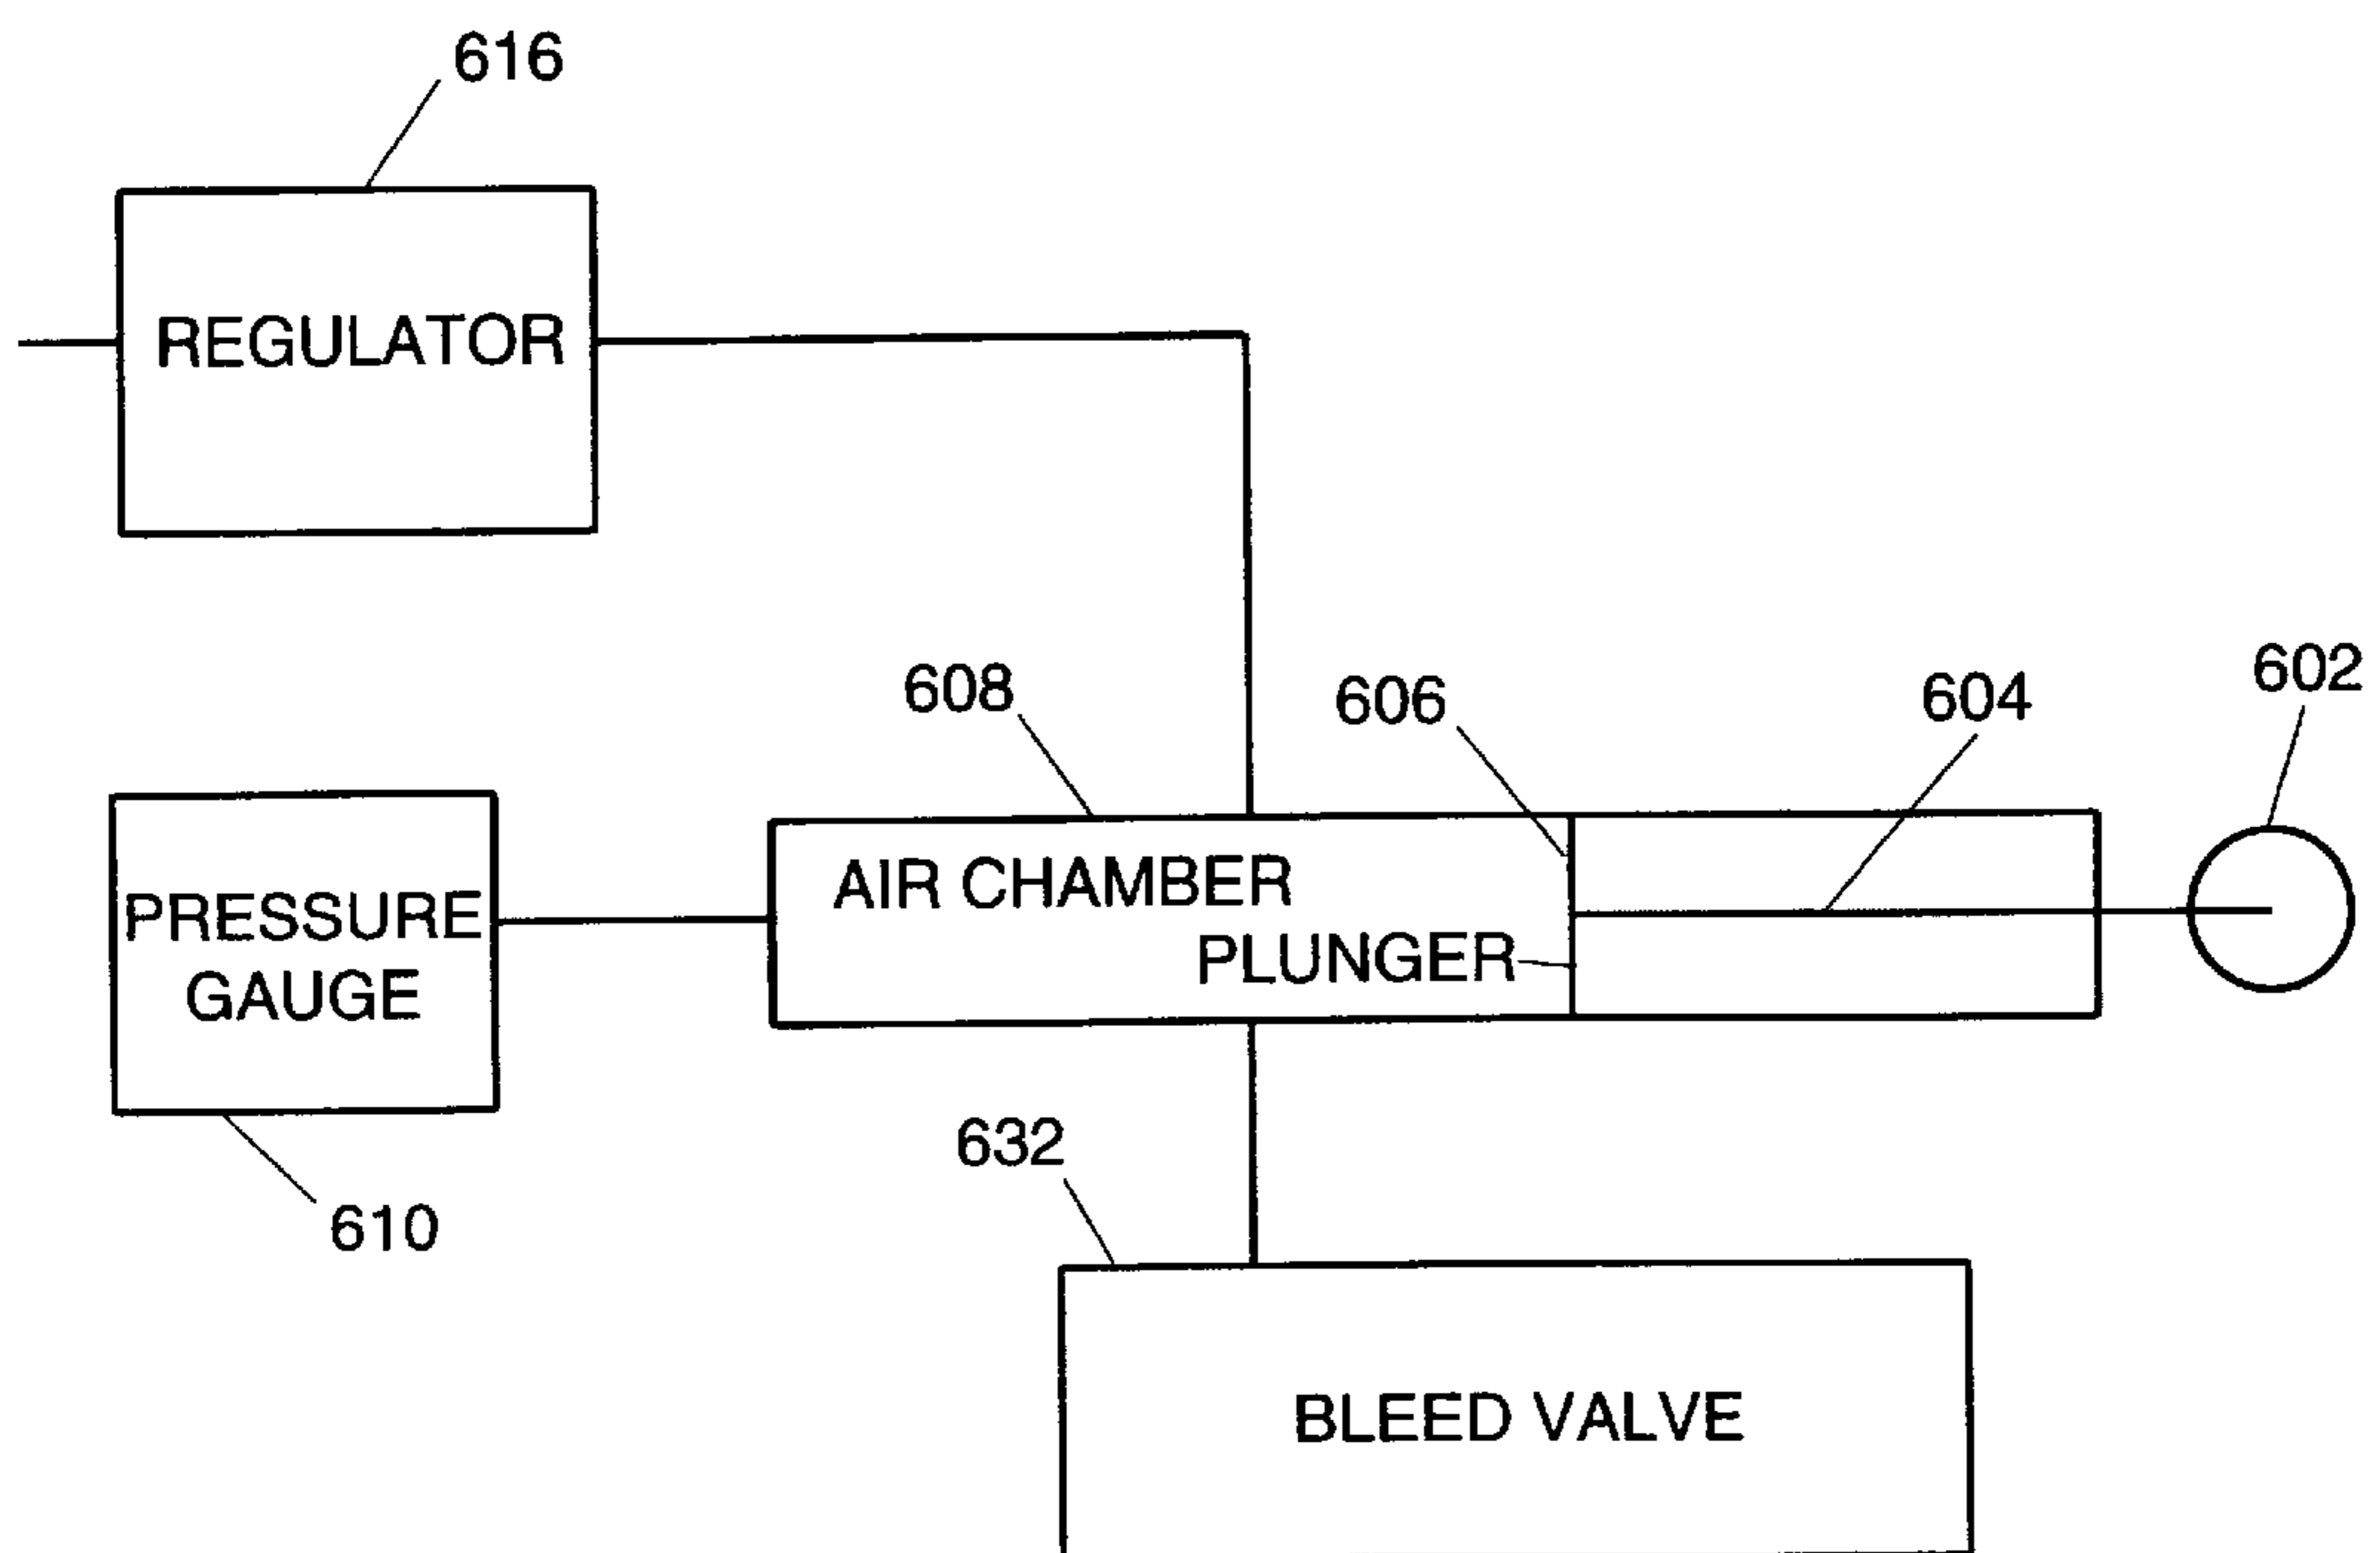 616
REGULATOR
608
606
604
602
AIR CHAMBER
PLUNGER
PRESSURE
GAUGE
632
610
BLEED VALVE